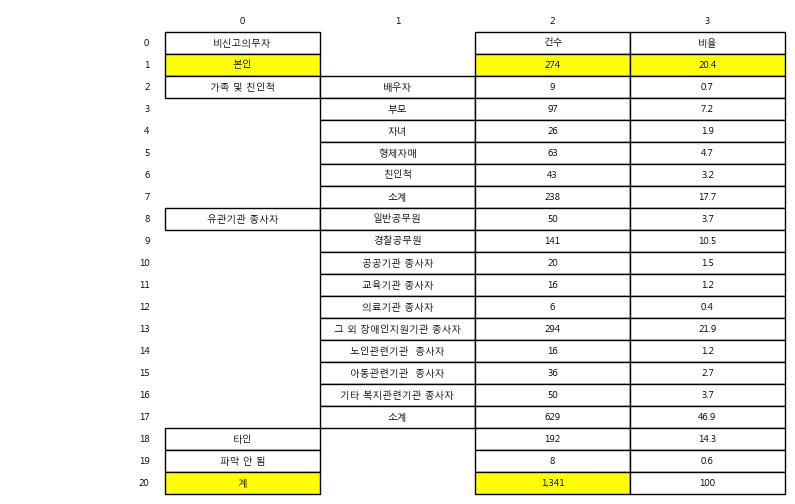 0 1 2 3
0 비신고의무자 건수 비율
1 본인 274 20.4
2 가족 및 친인척 배우자 9 0.7
3 부모 97 7.2
4 자녀 26 1.9
5 형제자매 63 4.7
6 친인척 43 3.2
7 소계 238 17.7
8 유관기관 종사자 일반공무원 50 3.7
9 경찰공무원 141 10.5
10 공공기관 종사자 20 1.5
11 교육기관 종사자 16 1.2
12 의료기관 종사자 6 0.4
13 그 외 장애인지원기관 종사자 294 21.9
14 노인관련기관 종사자 16 1.2
15 아동관련기관 종사자 36 2.7
16 기타 복지관련기관 종사자 50 3.7
17 소계 629 46.9
18 타인 192 14.3
19 파악 안 됨 8 0.6
20 계 1,341 100